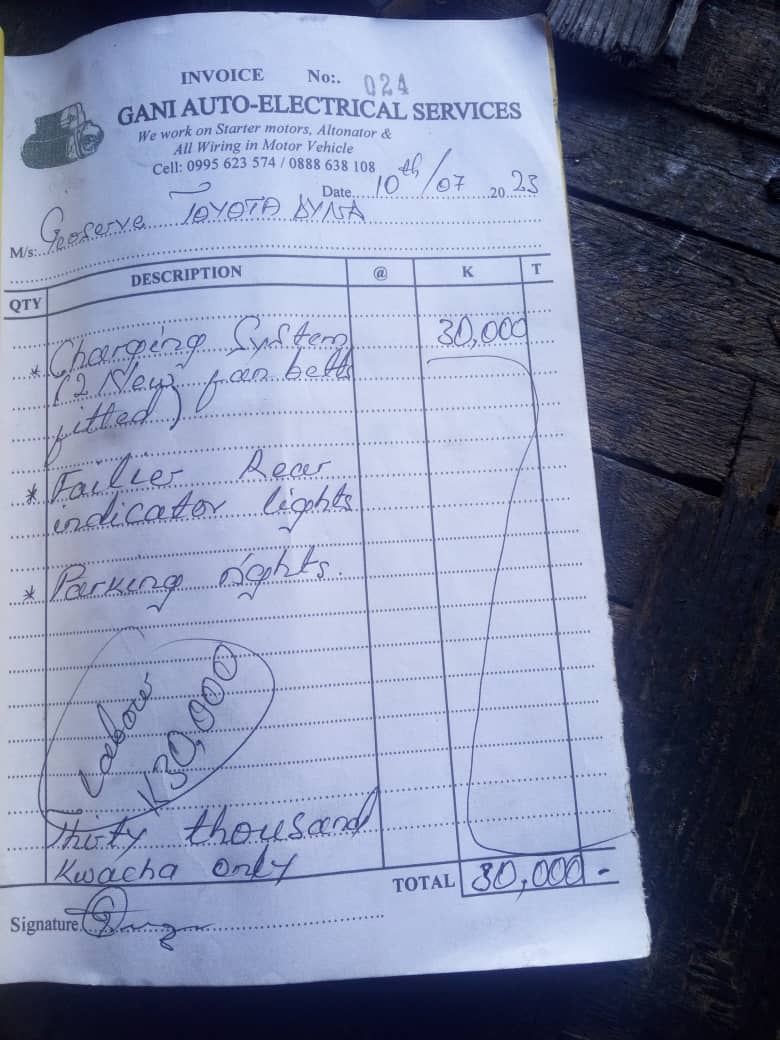 INVOICE No:. 024
GANI AUTO-ELECTRICAL SERVICES
We work on Starter motors, Altonator &
All Wiring in Motor Vehicle
Cell: 0995 623 574 / 0888 638 108
Date 10th/07 2023
M/s: Geoserve TOYOTA DYNA
QTY DESCRIPTION @ K T
* Charging System 30,000
(2 New fan belts
fitted)
* Failier Rear
indicator lights
* Parking rights.
Labour
K30,000
Thirty thousand
Kwacha only
TOTAL 30,000 -
Signature